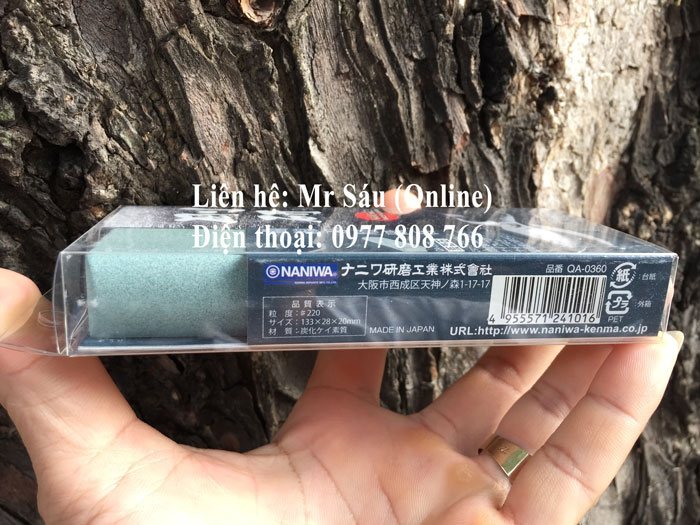 Liên hê: Mr Sáu (Online)
Điện thoại: 0977 808 766
NANIWA® ナニワ研磨工業株式會社
大阪市西成区天神ノ森1-17-17
品質表示
粒 度：#220
サイズ：133×28×20mm
材 質：炭化ケイ素質
MADE IN JAPAN
品番 QA-0360
4 955571 241016
URL:http://www.naniwa-kenma.co.jp
紙 :台紙
プラ 外箱
PET